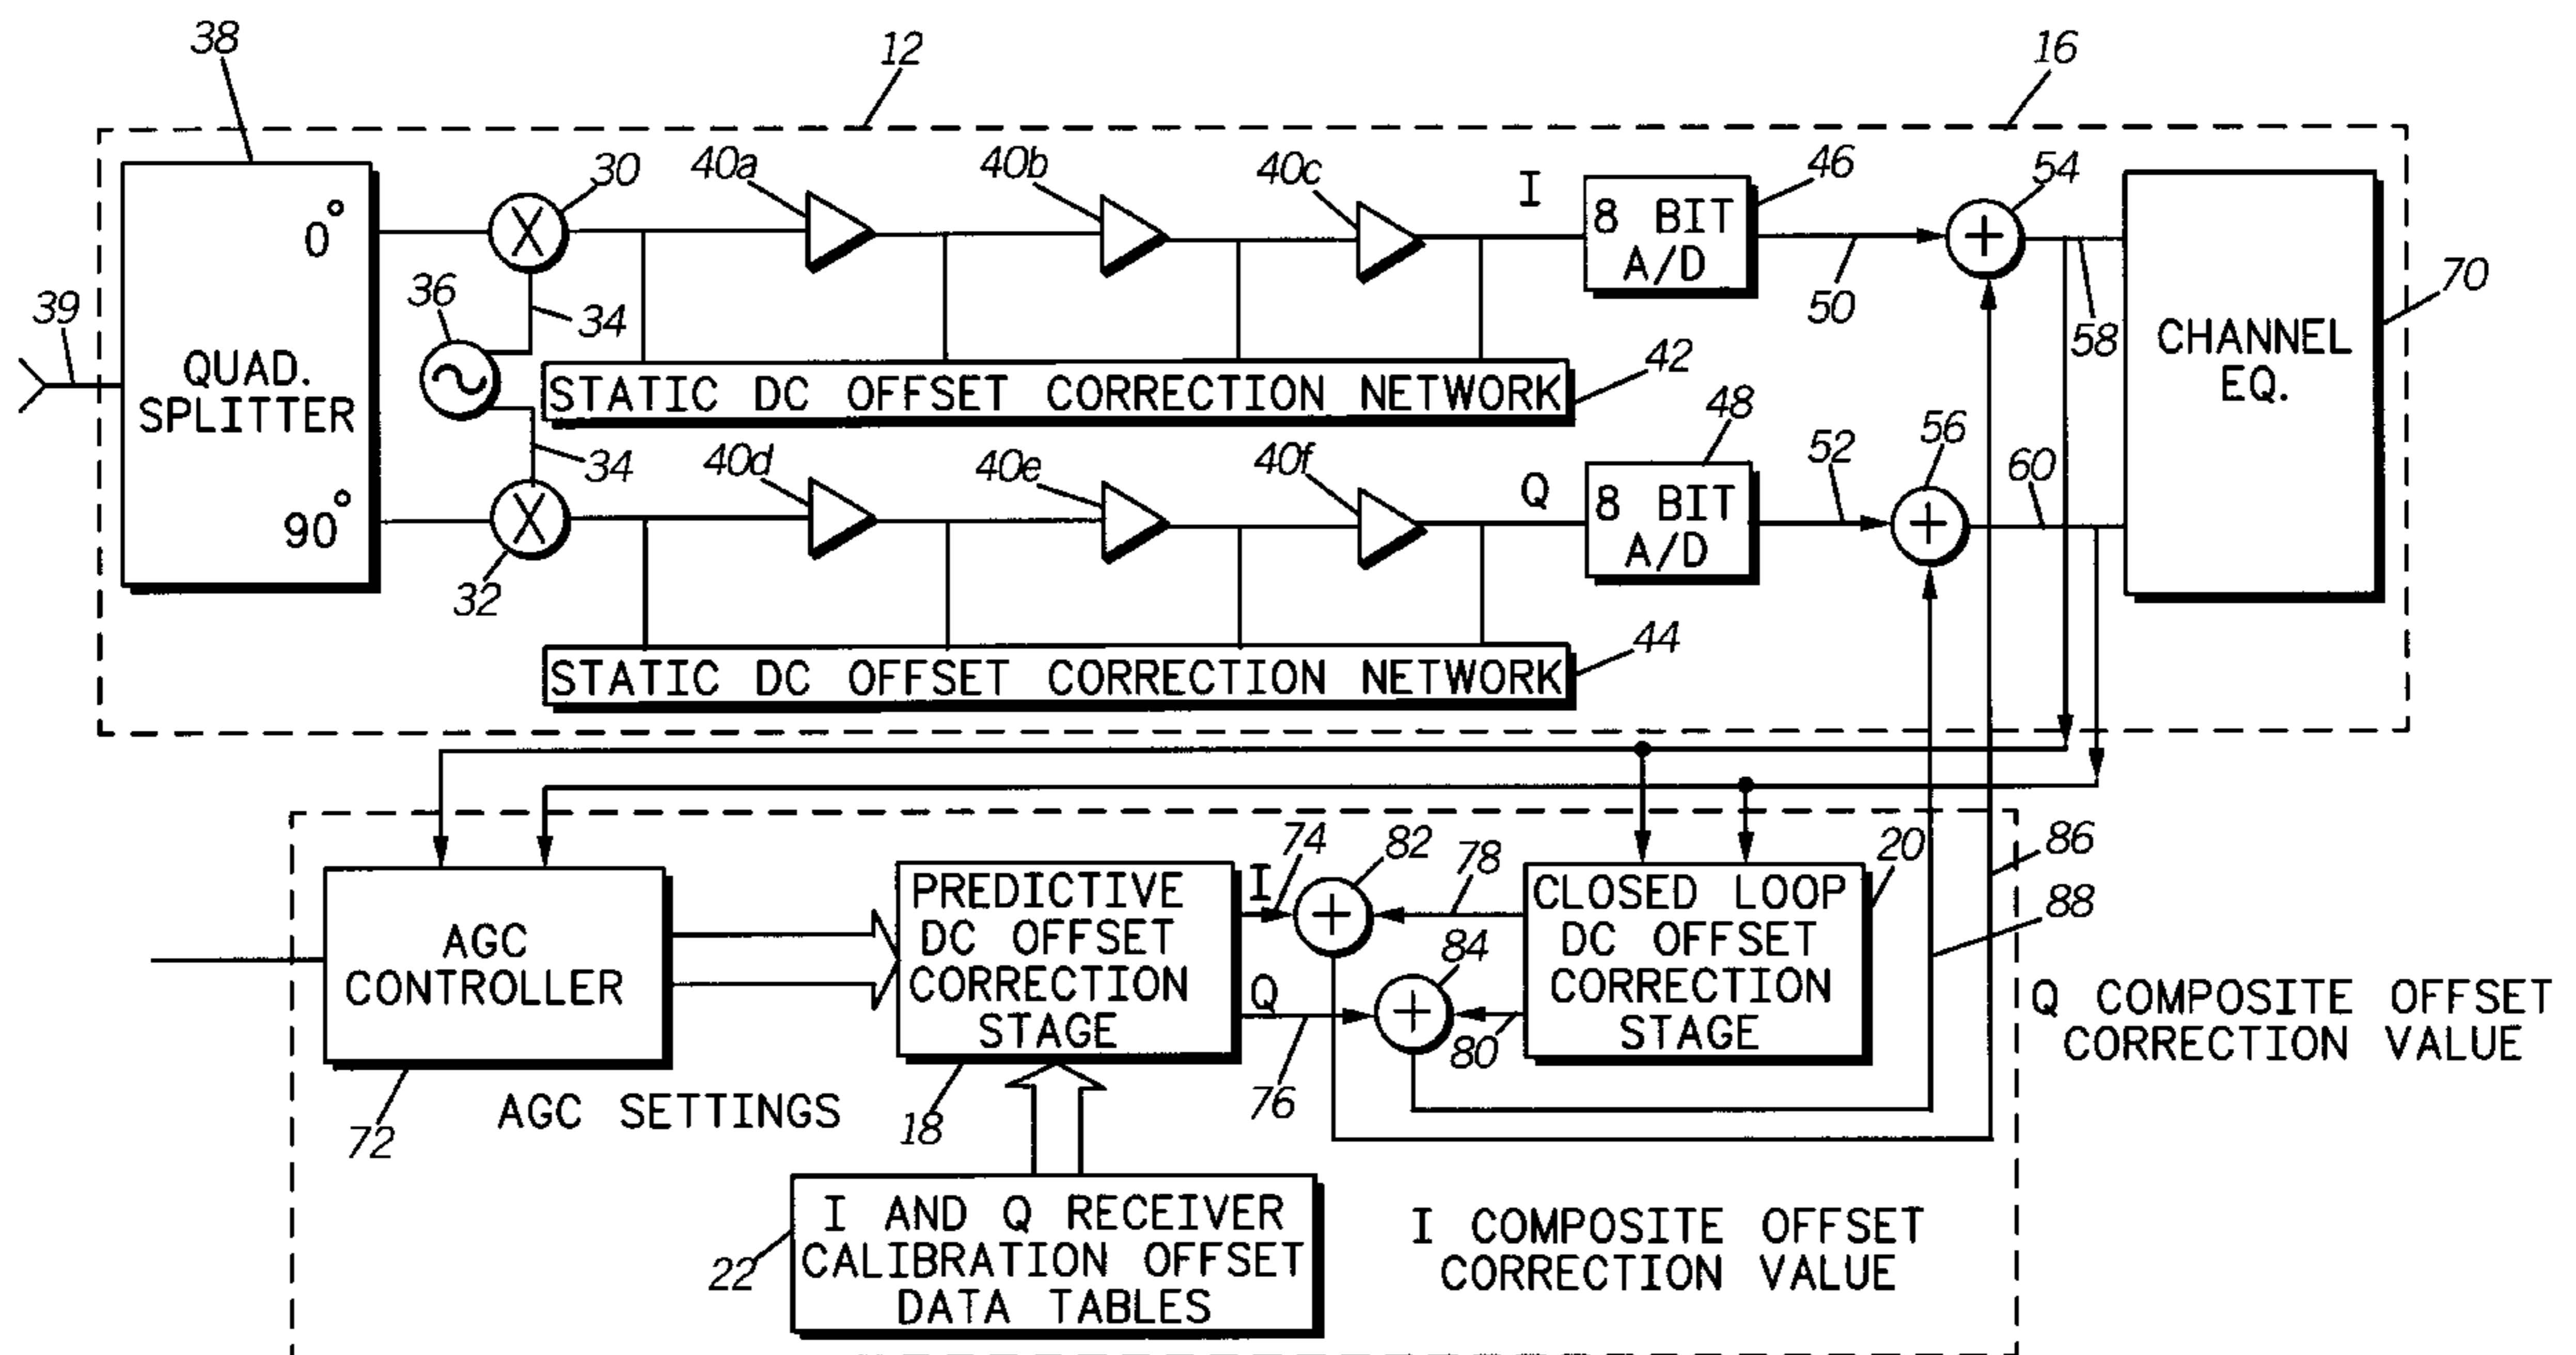 38
12
16
30
40a
40b
40c
I
46
54
0°
8 BIT
A/D
50
58
70
39
36
34
QUAD.
SPLITTER
CHANNEL
EQ.
STATIC DC OFFSET CORRECTION NETWORK
42
34
40d
40e
40f
Q
48
52
56
60
90°
8 BIT
A/D
32
STATIC DC OFFSET CORRECTION NETWORK
44
74
82
78
20
86
AGC
CONTROLLER
PREDICTIVE
DC OFFSET
CORRECTION
STAGE
I
Q
84
80
CLOSED LOOP
DC OFFSET
CORRECTION
STAGE
88
Q COMPOSITE OFFSET
CORRECTION VALUE
72
AGC SETTINGS
18
76
22
I AND Q RECEIVER
CALIBRATION OFFSET
DATA TABLES
I COMPOSITE OFFSET
CORRECTION VALUE